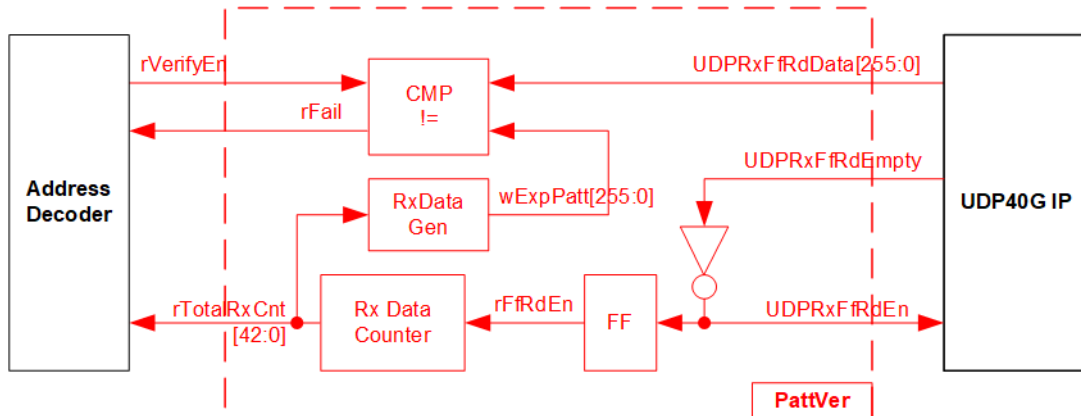 rVerifyEn
UDPRxFfRdData[255:0]
CMP
!=
rFail
UDPRxFfRdEmpty
Address
Decoder
RxData
Gen
wExpPatt[255:0]
UDP40G IP
rTotalRxCnt
[42:0]
Rx Data
Counter
rFfRdEn
FF
UDPRxFfRdEn
PattVer